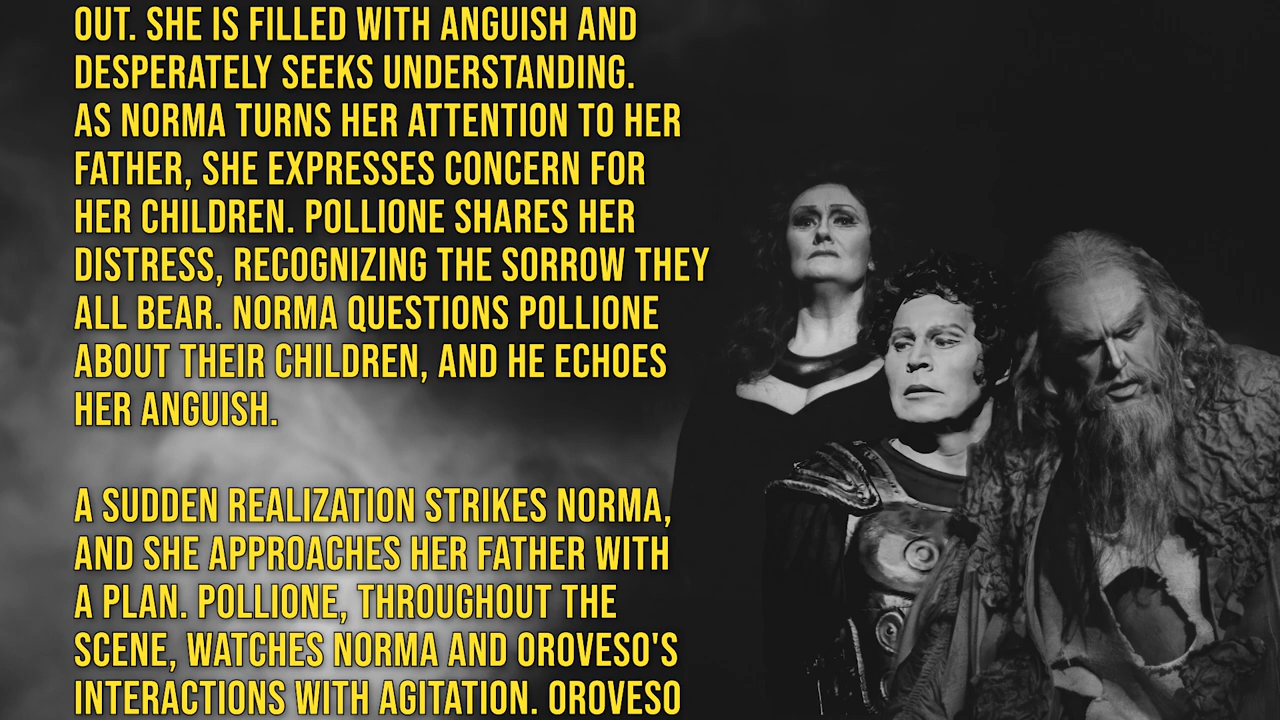 OUT. SHE IS FILLED WITH ANGUISH AND
DESPERATELY SEEKS UNDERSTANDING.
AS NORMA TURNS HER ATTENTION TO HER
FATHER, SHE EXPRESSES CONCERN FOR
HER CHILDREN. POLLIONE SHARES HER
DISTRESS, RECOGNIZING THE SORROW THEY
ALL BEAR. NORMA QUESTIONS POLLIONE
ABOUT THEIR CHILDREN, AND HE ECHOES
HER ANGUISH.
A SUDDEN REALIZATION STRIKES NORMA,
AND SHE APPROACHES HER FATHER WITH
A PLAN. POLLIONE, THROUGHOUT THE
SCENE, WATCHES NORMA AND OROVESO'S
INTERACTIONS WITH AGITATION. OROVESO